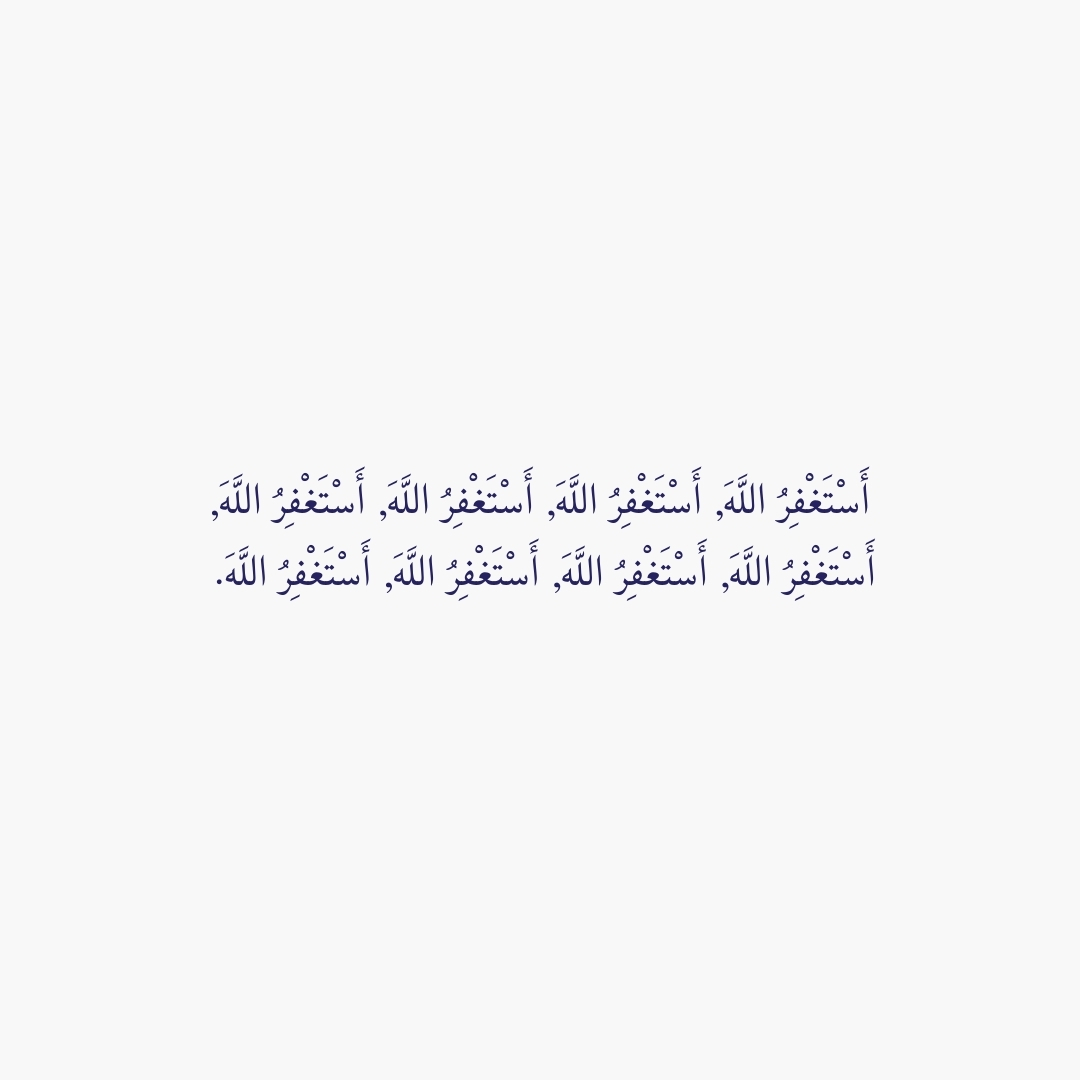 أَسْتَغْفِرُ اللَّهَ, أَسْتَغْفِرُ اللَّهَ, أَسْتَغْفِرُ اللَّهَ, أَسْتَغْفِرُ اللَّهَ,
أَسْتَغْفِرُ اللَّهَ, أَسْتَغْفِرُ اللَّهَ, أَسْتَغْفِرُ اللَّهَ, أَسْتَغْفِرُ اللَّهَ.